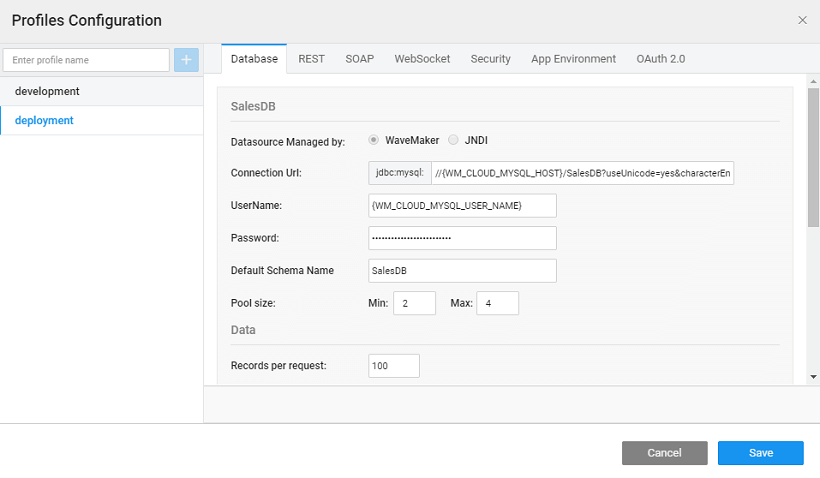 Profiles Configuration
×
Enter profile name
+
development
deployment
Database REST SOAP WebSocket Security App Environment OAuth 2.0
SalesDB
Datasource Managed by: WaveMaker JNDI
Connection Url: jdbc:mysql: //{WM_CLOUD_MYSQL_HOST}/SalesDB?useUnicode=yes&characterEn
UserName: {WM_CLOUD_MYSQL_USER_NAME}
Password: ••••••••••••••••••••••••
Default Schema Name SalesDB
Pool size: Min: 2 Max: 4
Data
Records per request: 100
Cancel Save